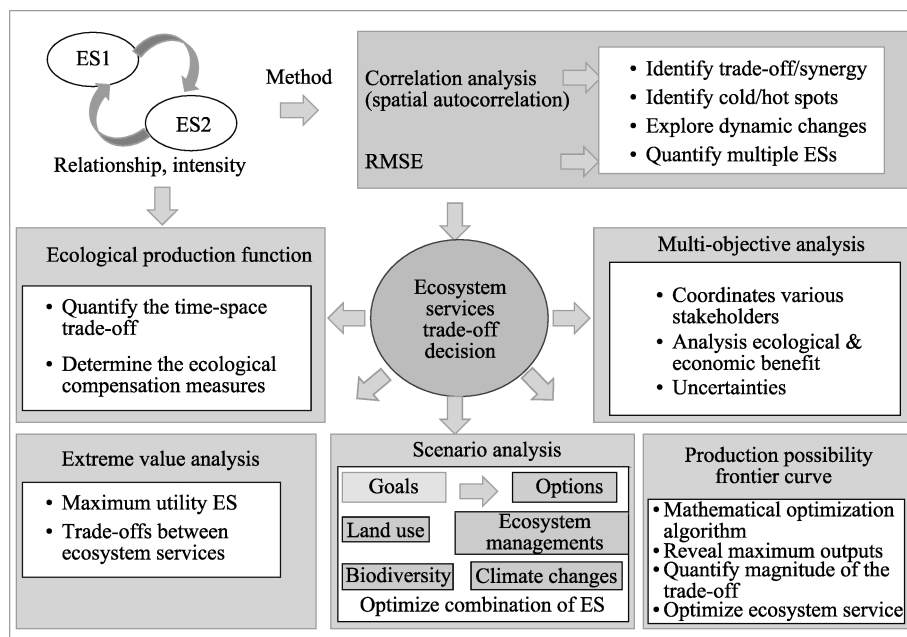 ES1
ES2
Relationship, intensity
Method
Correlation analysis
(spatial autocorrelation)
RMSE
• Identify trade-off/synergy
• Identify cold/hot spots
• Explore dynamic changes
• Quantify multiple ESs
Ecological production function
• Quantify the time-space
trade-off
• Determine the ecological
compensation measures
Ecosystem
services
trade-off
decision
Multi-objective analysis
• Coordinates various
stakeholders
• Analysis ecological &
economic benefit
• Uncertainties
Extreme value analysis
• Maximum utility ES
• Trade-offs between
ecosystem services
Scenario analysis
Goals
Options
Land use
Ecosystem
managements
Biodiversity
Climate changes
Optimize combination of ES
Production possibility
frontier curve
• Mathematical optimization
algorithm
• Reveal maximum outputs
• Quantify magnitude of the
trade-off
• Optimize ecosystem service